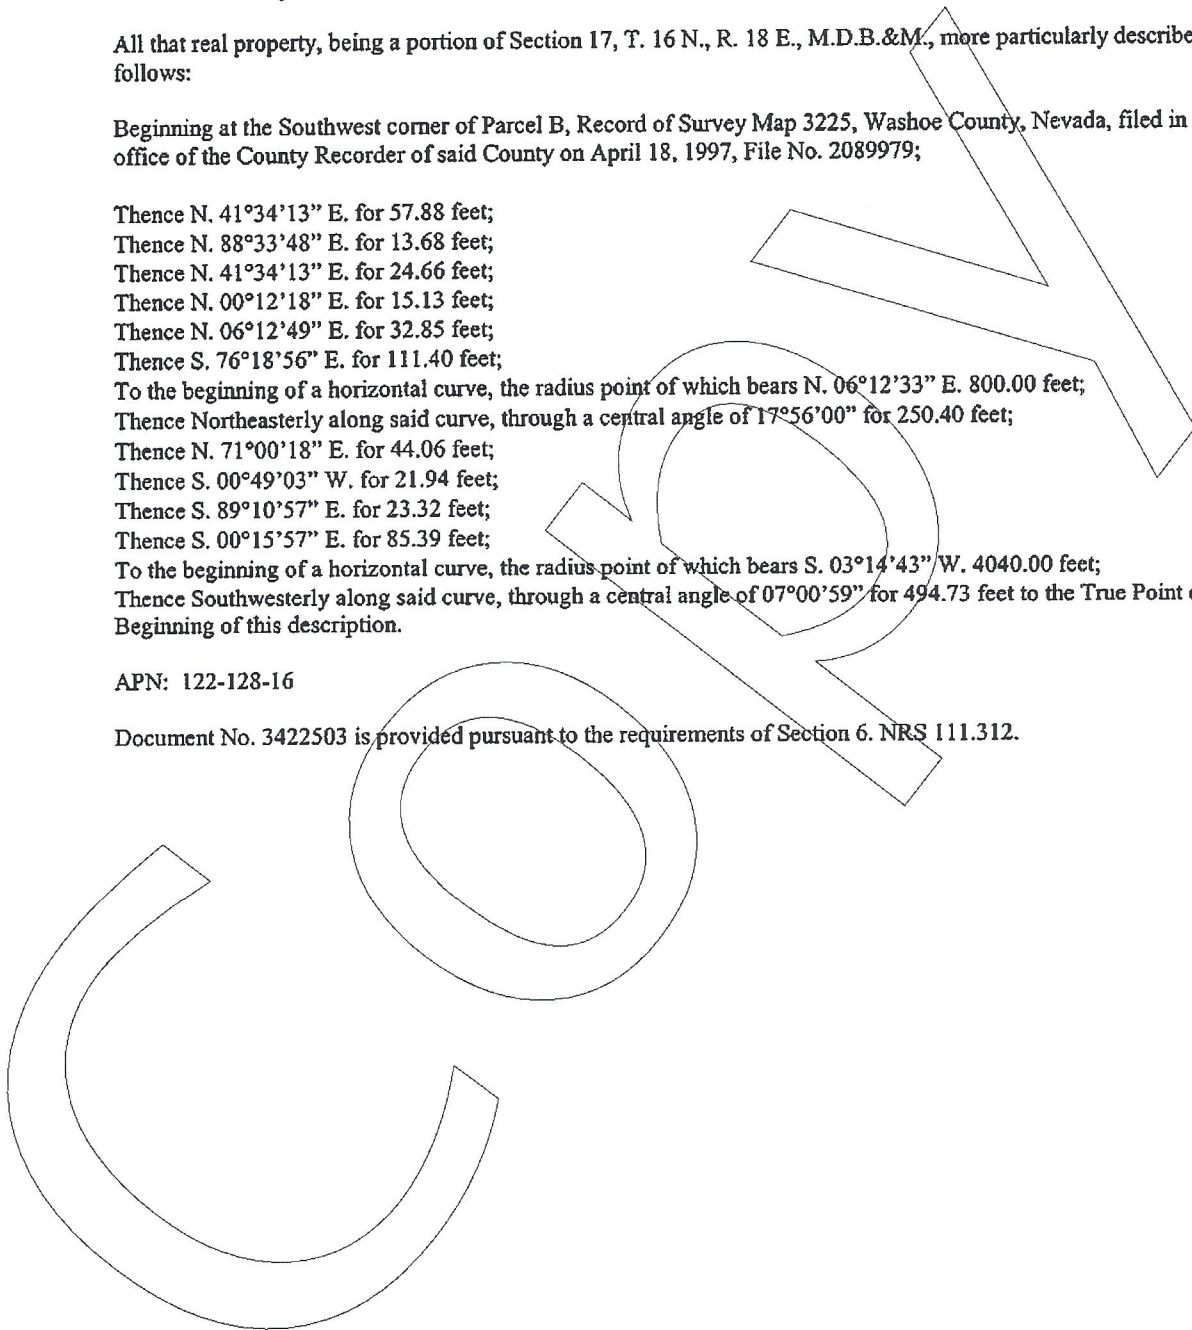 All that real property, being a portion of Section 17, T. 16 N., R. 18 E., M.D.B.&M., more particularly describe
follows:
Beginning at the Southwest corner of Parcel B, Record of Survey Map 3225, Washoe County, Nevada, filed in
office of the County Recorder of said County on April 18, 1997, File No. 2089979;
Thence N. 41°34'13" E. for 57.88 feet;
Thence N. 88°33'48" E. for 13.68 feet;
Thence N. 41°34'13" E. for 24.66 feet;
Thence N. 00°12'18" E. for 15.13 feet;
Thence N. 06°12'49" E. for 32.85 feet;
Thence S. 76°18'56" E. for 111.40 feet;
To the beginning of a horizontal curve, the radius point of which bears N. 06°12'33" E. 800.00 feet;
Thence Northeasterly along said curve, through a central angle of 17°56'00" for 250.40 feet;
Thence N. 71°00'18" E. for 44.06 feet;
Thence S. 00°49'03" W. for 21.94 feet;
Thence S. 89°10'57" E. for 23.32 feet;
Thence S. 00°15'57" E. for 85.39 feet;
To the beginning of a horizontal curve, the radius point of which bears S. 03°14'43" W. 4040.00 feet;
Thence Southwesterly along said curve, through a central angle of 07°00'59" for 494.73 feet to the True Point
Beginning of this description.
APN: 122-128-16
Document No. 3422503 is provided pursuant to the requirements of Section 6. NRS 111.312.
Copy